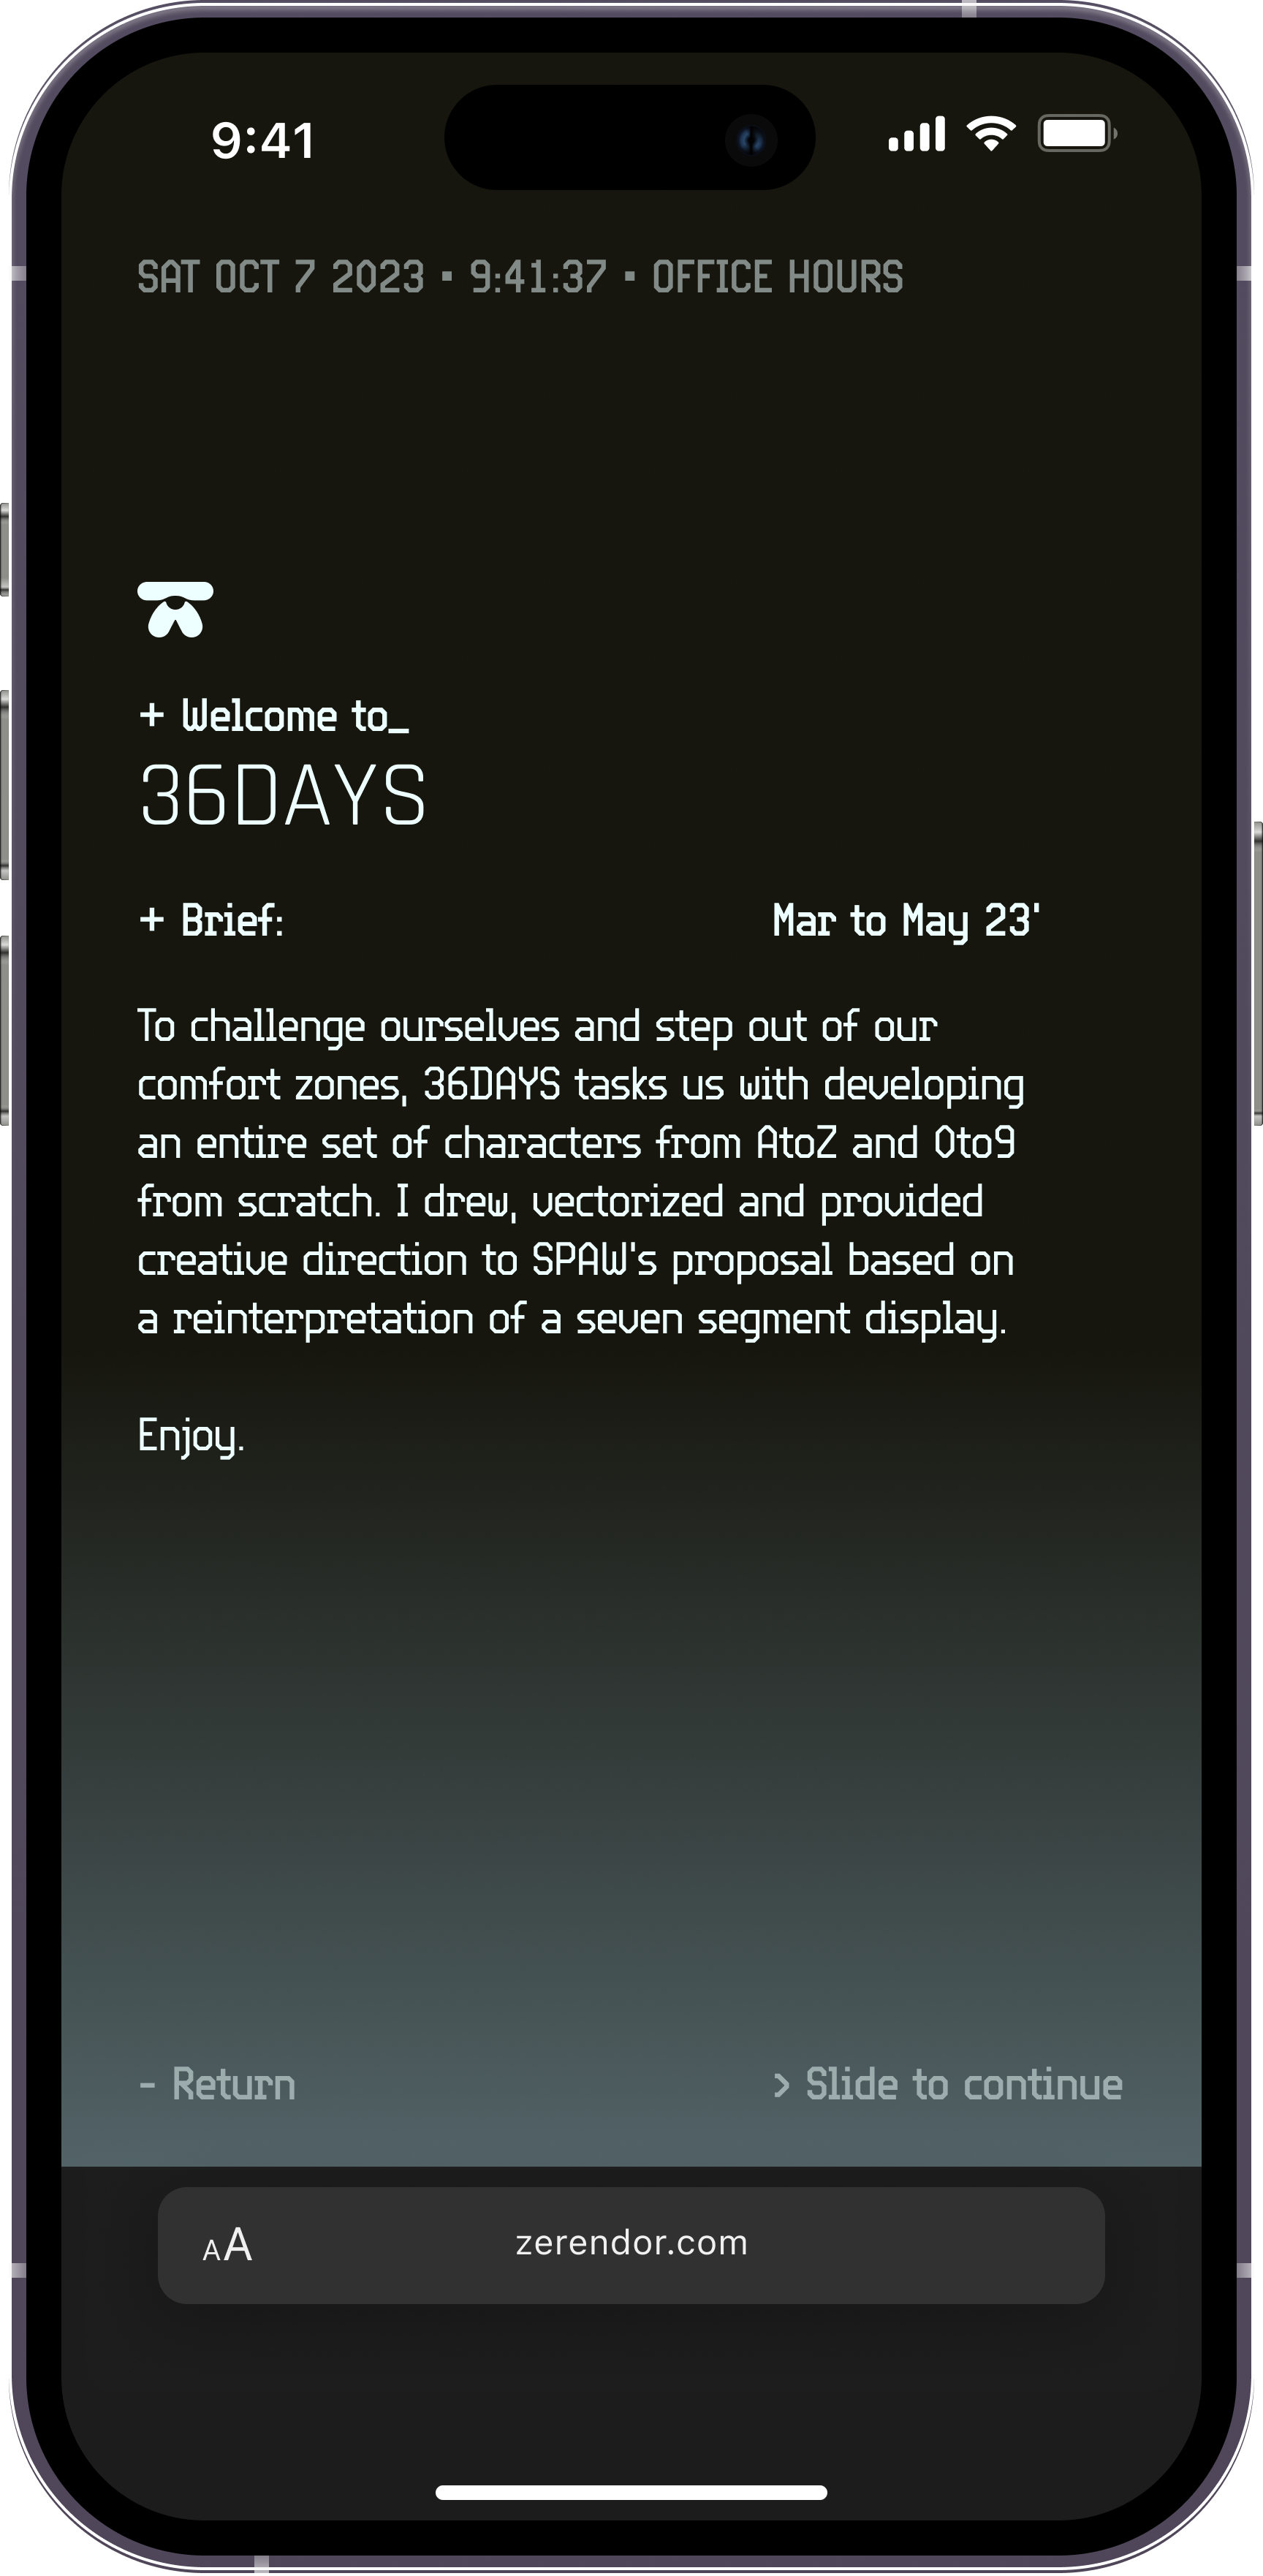 9:41
SAT OCT 7 2023 ▪ 9:41:37 ▪ OFFICE HOURS
+ Welcome to_
36DAYS
+ Brief: Mar to May 23'
To challenge ourselves and step out of our
comfort zones, 36DAYS tasks us with developing
an entire set of characters from AtoZ and 0to9
from scratch. I drew, vectorized and provided
creative direction to SPAW's proposal based on
a reinterpretation of a seven segment display.
Enjoy.
- Return > Slide to continue
AA zerendor.com